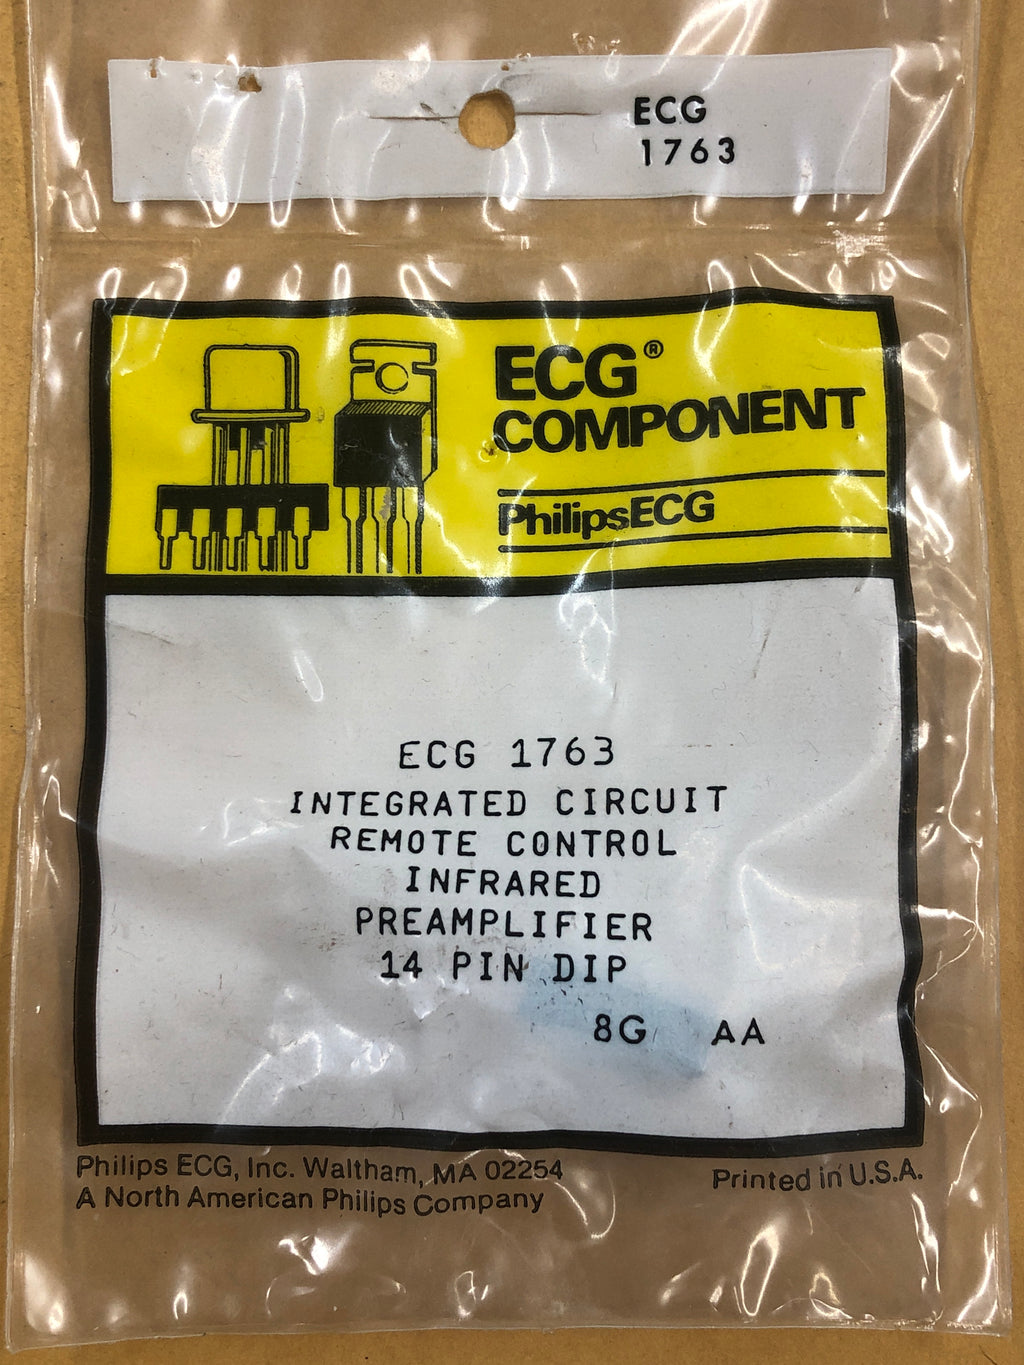 ECG
1763
ECG®
COMPONENT
PhilipsECG
ECG 1763
INTEGRATED CIRCUIT
REMOTE CONTROL
INFRARED
PREAMPLIFIER
14 PIN DIP
8G AA
Philips ECG, Inc. Waltham, MA 02254
A North American Philips Company
Printed in U.S.A.